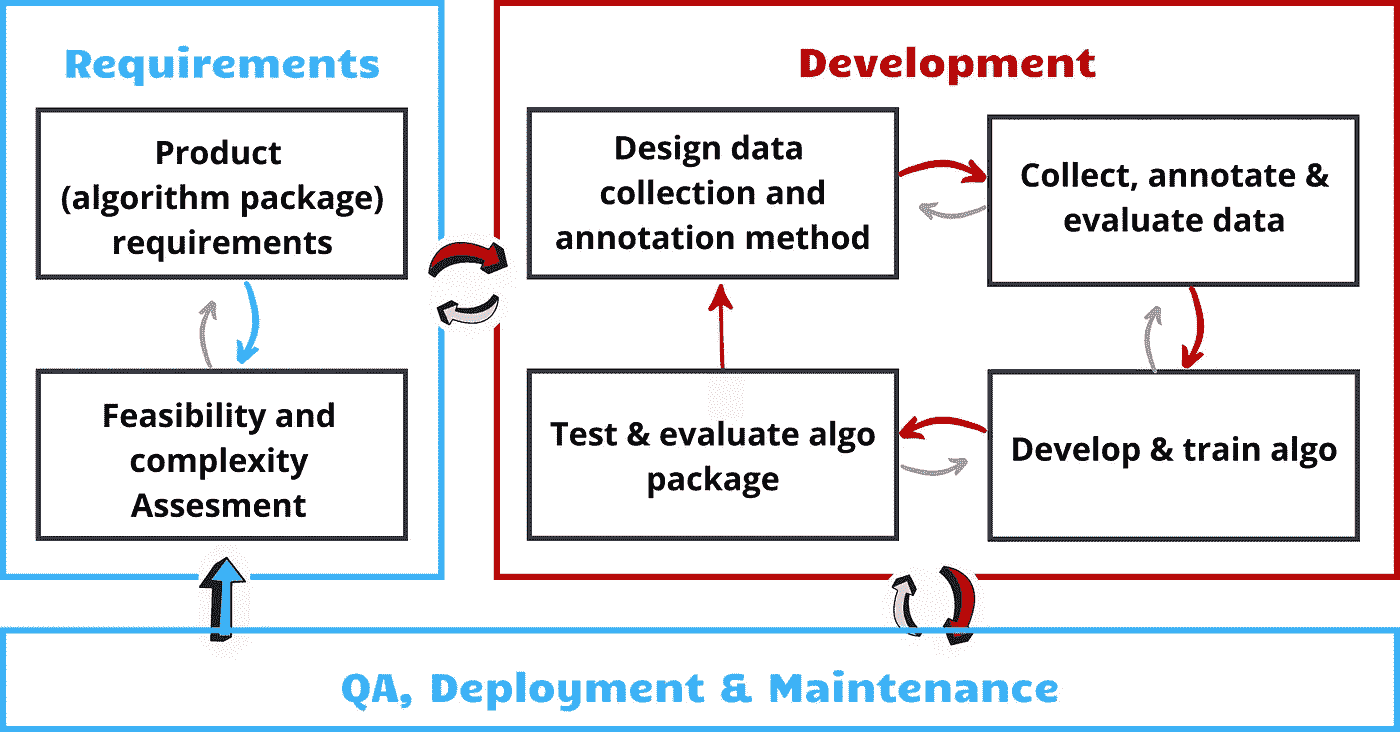 Requirements
Product
(algorithm package)
requirements
Feasibility and
complexity
Assesment
Development
Design data
collection and
annotation method
Collect, annotate &
evaluate data
Test & evaluate algo
package
Develop & train algo
QA, Deployment & Maintenance